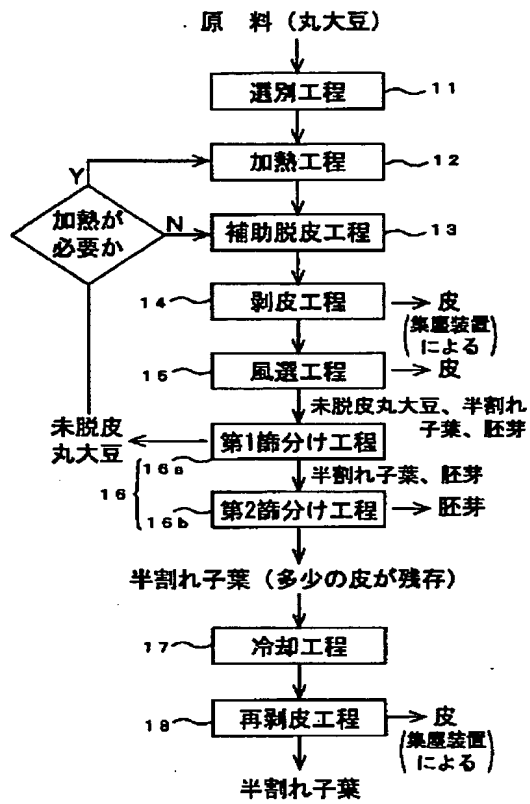 原 料 (丸大豆)
選別工程 11
加熱工程 12
Y
加熱が
必要か
N
補助脱皮工程 13
14 剥皮工程 皮
(集塵装置
による)
15 風選工程 皮
未脱皮丸大豆、半割れ
子葉、胚芽
未脱皮
丸大豆
第1篩分け工程
16a
半割れ子葉、胚芽
16
16b 第2篩分け工程 胚芽
半割れ子葉 (多少の皮が残存)
17 冷却工程
18 再剥皮工程 皮
(集塵装置
による)
半割れ子葉